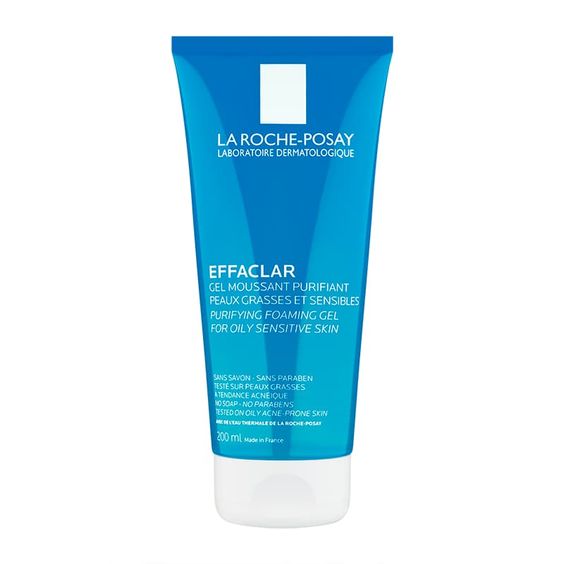 LA ROCHE-POSAY
LABORATOIRE DERMATOLOGIQUE
EFFACLAR
GEL MOUSSANT PURIFIANT
PEAUX GRASSES ET SENSIBLES
PURIFYING FOAMING GEL
FOR OILY SENSITIVE SKIN
SANS SAVON - SANS PARABEN
TESTÉ SUR PEAUX GRASSES
À TENDANCE ACNÉIQUE
NO SOAP - NO PARABENS
TESTED ON OILY ACNE-PRONE SKIN
AVEC DE L'EAU THERMALE DE LA ROCHE-POSAY
200 ml Made in France